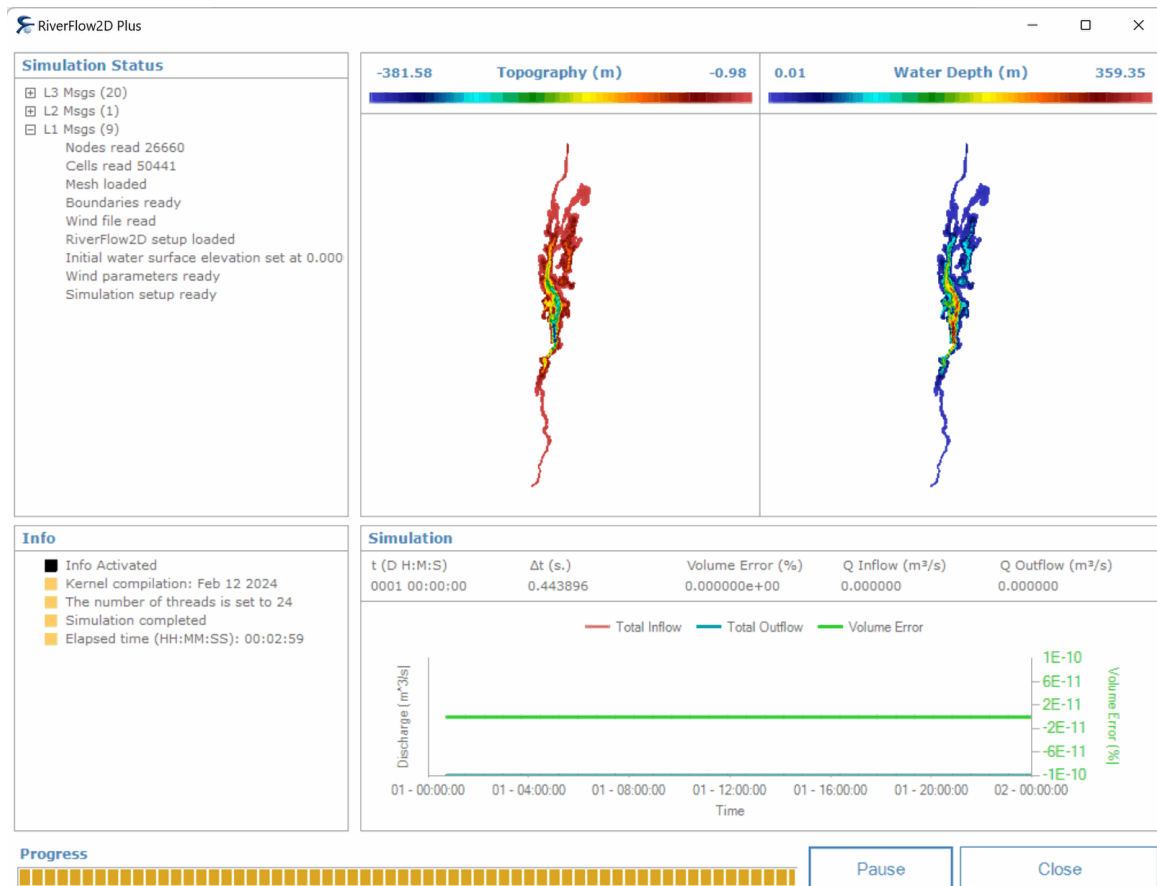 RiverFlow2D Plus
Simulation Status
L3 Msgs (20)
L2 Msgs (1)
L1 Msgs (9)
Nodes read 26660
Cells read 50441
Mesh loaded
Boundaries ready
Wind file read
RiverFlow2D setup loaded
Initial water surface elevation set at 0.000
Wind parameters ready
Simulation setup ready
-381.58 Topography (m) -0.98
0.01 Water Depth (m) 359.35
Info
Info Activated
Kernel compilation: Feb 12 2024
The number of threads is set to 24
Simulation completed
Elapsed time (HH:MM:SS): 00:02:59
Simulation
t (D H:M:S) Δt (s.) Volume Error (%) Q Inflow (m³/s) Q Outflow (m³/s)
0001 00:00:00 0.443896 0.000000e+00 0.000000 0.000000
Total Inflow Total Outflow Volume Error
Discharge (m^3/s)
1E-10
6E-11
2E-11
-2E-11
-6E-11
-1E-10
Volume Error (%)
01 - 00:00:00 01 - 04:00:00 01 - 08:00:00 01 - 12:00:00 01 - 16:00:00 01 - 20:00:00 02 - 00:00:00
Time
Progress
Pause
Close